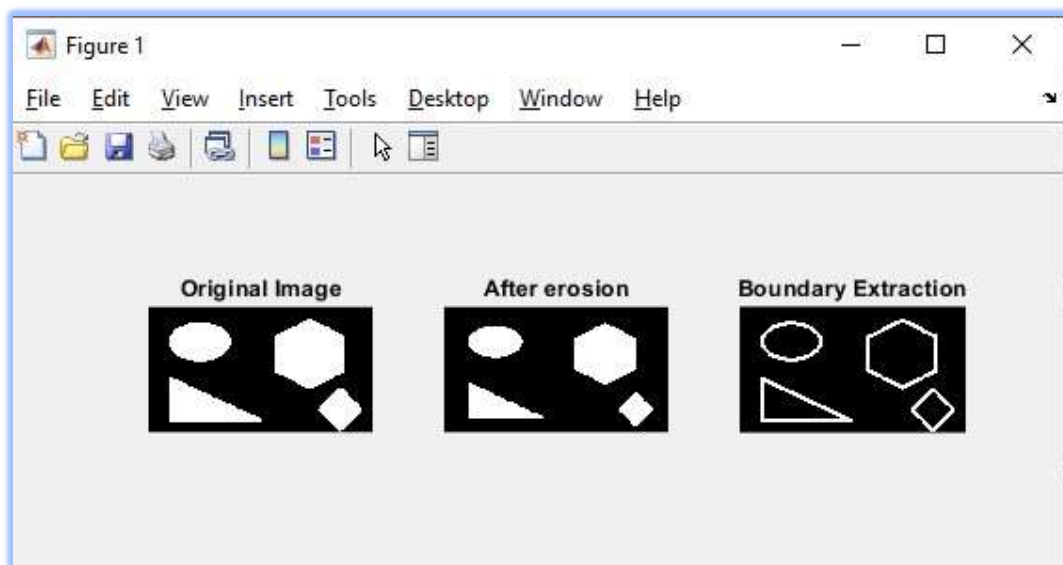 Figure 1
File Edit View Insert Tools Desktop Window Help
Original Image After erosion Boundary Extraction